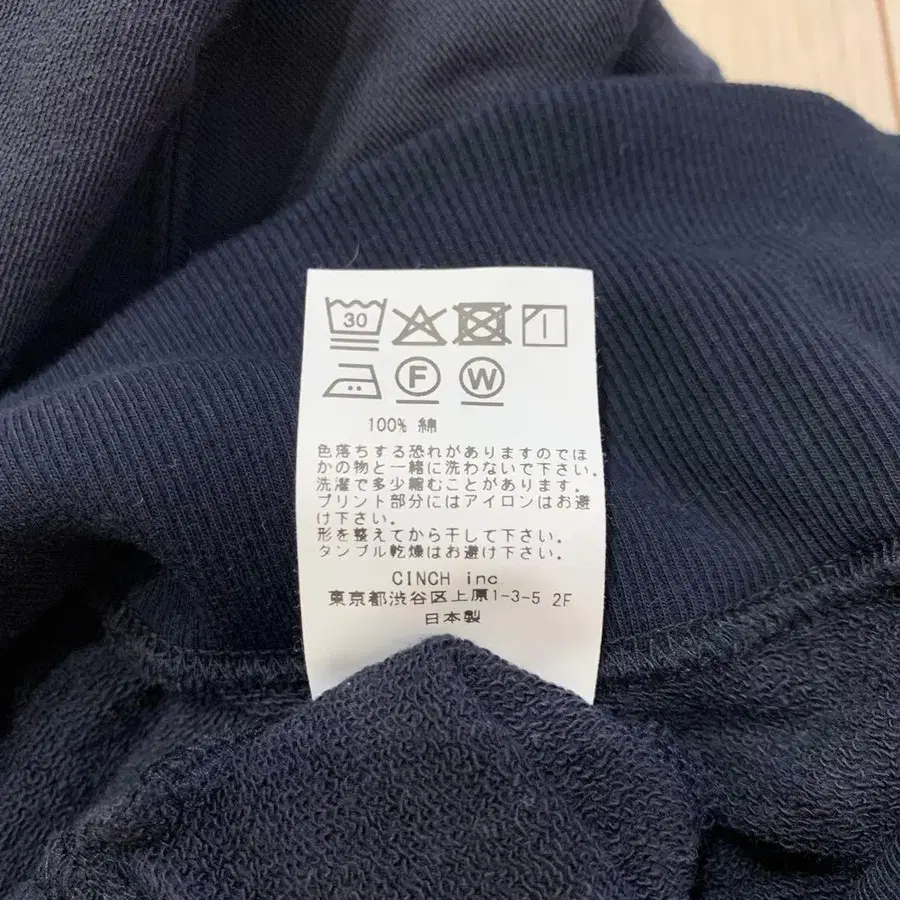 30
F W
100% 綿
色落ちする恐れがありますのでほ
かの物と一緒に洗わないで下さい.
洗濯で多少縮むことがあります.
プリント部分にはアイロンはお避
け下さい.
形を整えてから干して下さい.
タンブル乾燥はお避け下さい.
CINCH inc.
東京都渋谷区上原1-3-5 2F
日本製